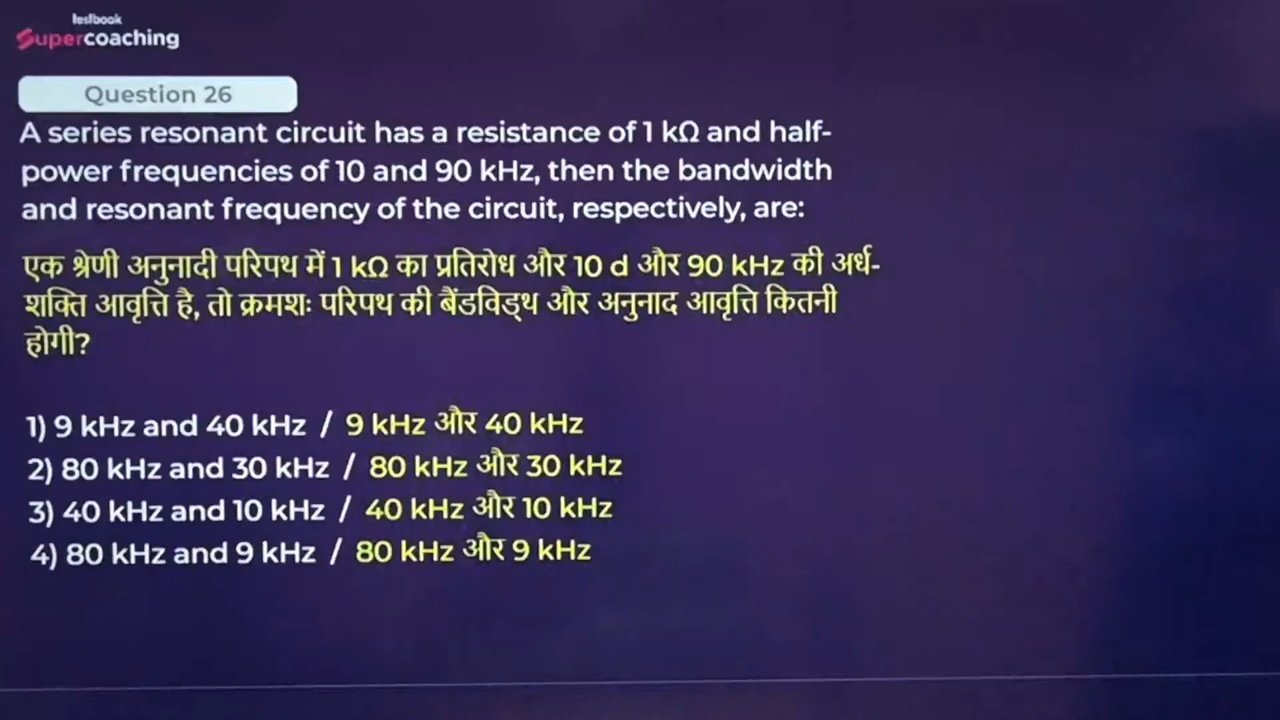 testbook
Supercoaching
Question 26
A series resonant circuit has a resistance of 1 kΩ and half-
power frequencies of 10 and 90 kHz, then the bandwidth
and resonant frequency of the circuit, respectively, are:
एक श्रेणी अनुनादी परिपथ में 1 kΩ का प्रतिरोध और 10 d और 90 kHz की अर्ध-
शक्ति आवृत्ति है, तो क्रमशः परिपथ की बैंडविड्थ और अनुनाद आवृत्ति कितनी
होगी?
1) 9 kHz and 40 kHz / 9 kHz और 40 kHz
2) 80 kHz and 30 kHz / 80 kHz और 30 kHz
3) 40 kHz and 10 kHz / 40 kHz और 10 kHz
4) 80 kHz and 9 kHz / 80 kHz और 9 kHz